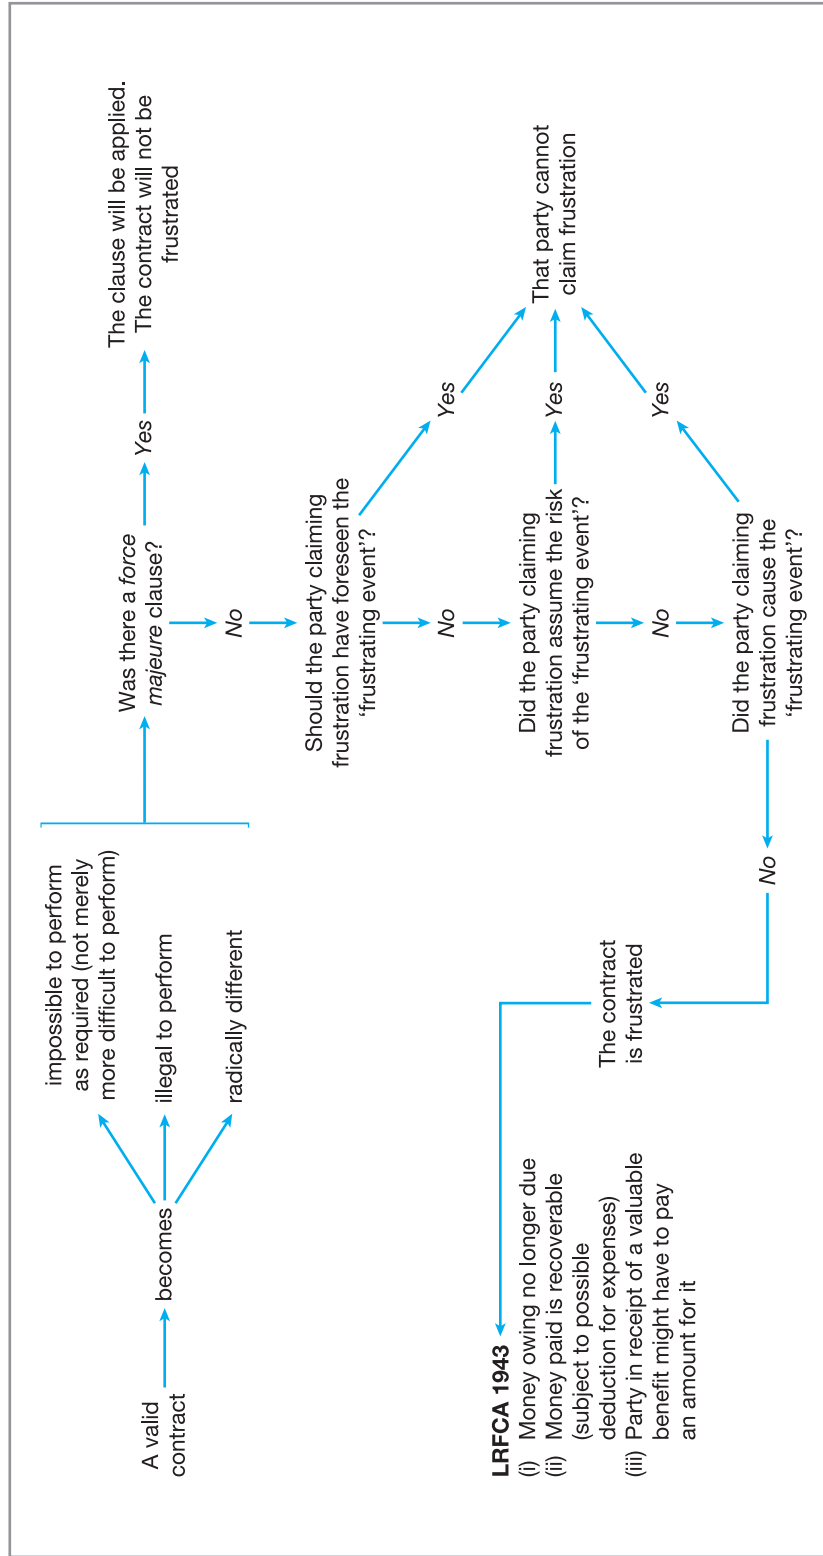 A valid
contract
becomes
impossible to perform
as required (not merely
more difficult to perform)
illegal to perform
radically different
Was there a force
majeure clause?
Yes
The clause will be applied.
The contract will not be
frustrated
No
Should the party claiming
frustration have foreseen the
‘frustrating event’?
Yes
No
Did the party claiming
frustration assume the risk
of the ‘frustrating event’?
Yes
That party cannot
claim frustration
No
Did the party claiming
frustration cause the
‘frustrating event’?
Yes
No
The contract
is frustrated
LRFCA 1943
(i) Money owing no longer due
(ii) Money paid is recoverable
(subject to possible
deduction for expenses)
(iii) Party in receipt of a valuable
benefit might have to pay
an amount for it